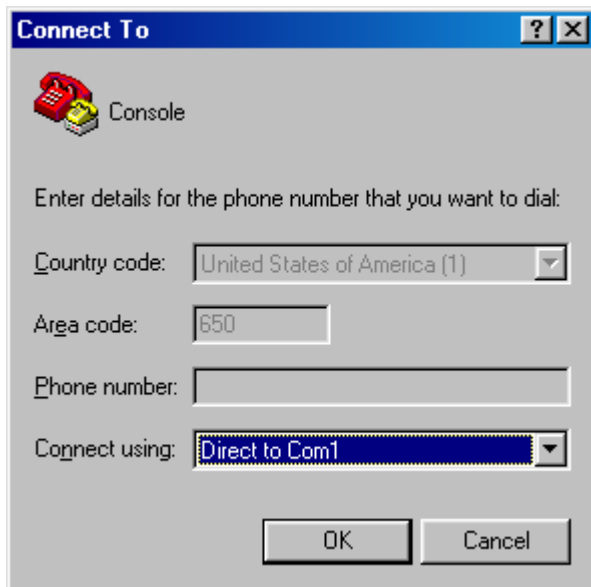 Connect To
Console
Enter details for the phone number that you want to dial:
Country code: United States of America (1)
Area code: 650
Phone number:
Connect using: Direct to Com1
OK Cancel